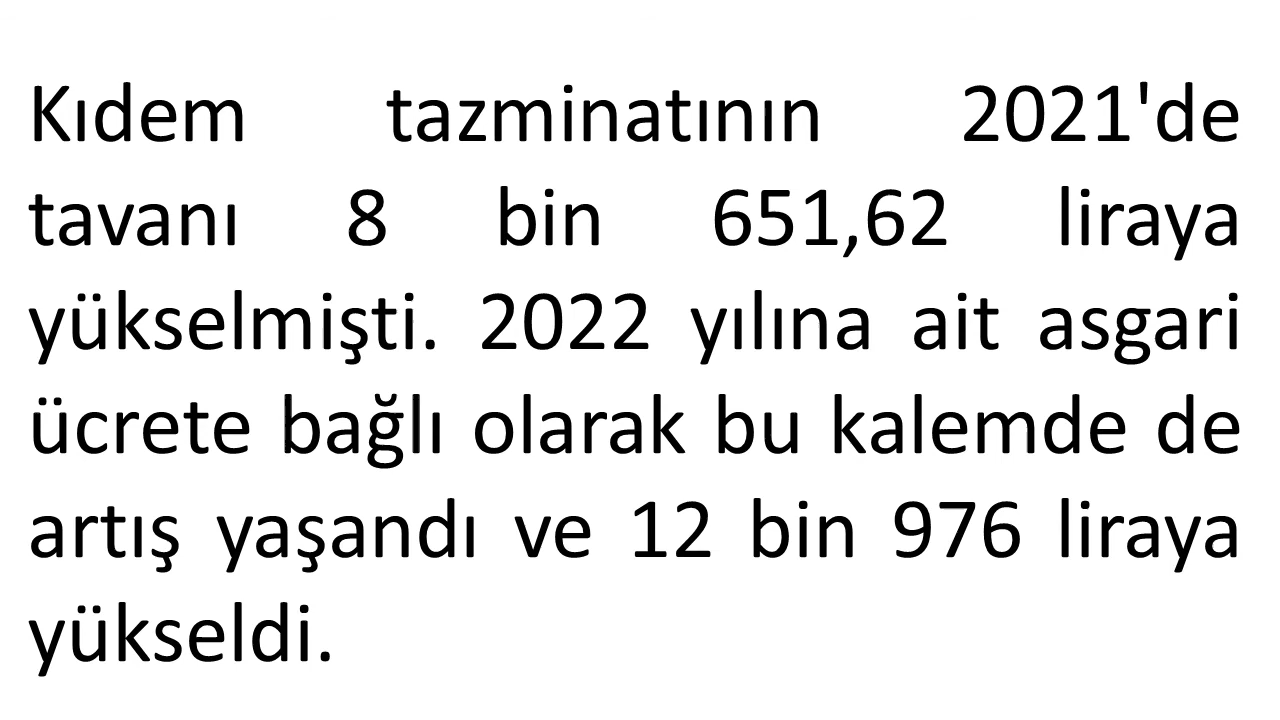 Kıdem tazminatının 2021'de
tavanı 8 bin 651,62 liraya
yükselmişti. 2022 yılına ait asgari
ücrete bağlı olarak bu kalemde de
artış yaşandı ve 12 bin 976 liraya
yükseldi.